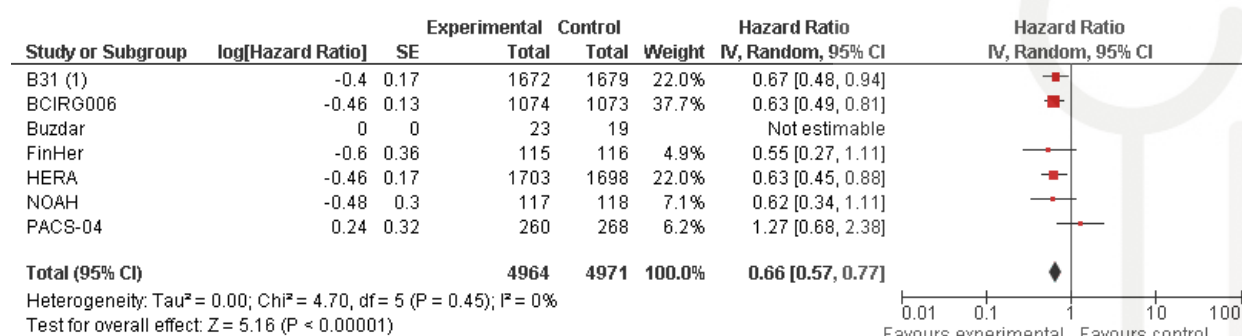 Experimental Control Hazard Ratio Hazard Ratio
Study or Subgroup log[Hazard Ratio] SE Total Total Weight IV, Random, 95% CI IV, Random, 95% CI
B31 (1) -0.4 0.17 1672 1679 22.0% 0.67 [0.48, 0.94]
BCIRG006 -0.46 0.13 1074 1073 37.7% 0.63 [0.49, 0.81]
Buzdar 0 0 23 19 Not estimable
FinHer -0.6 0.36 115 116 4.9% 0.55 [0.27, 1.11]
HERA -0.46 0.17 1703 1698 22.0% 0.63 [0.45, 0.88]
NOAH -0.48 0.3 117 118 7.1% 0.62 [0.34, 1.11]
PACS-04 0.24 0.32 260 268 6.2% 1.27 [0.68, 2.38]
Total (95% CI) 4964 4971 100.0% 0.66 [0.57, 0.77]
Heterogeneity: Tau² = 0.00; Chi² = 4.70, df = 5 (P = 0.45); I² = 0%
Test for overall effect: Z = 5.16 (P < 0.00001)
0.01 0.1 1 10 100
Favours experimental Favours control